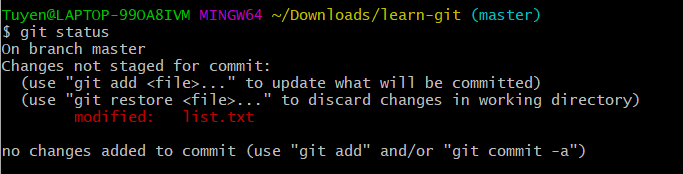 Tuyen@LAPTOP-99OA8IVM MINGW64 ~/Downloads/learn-git (master)
$ git status
On branch master
Changes not staged for commit:
  (use "git add <file>..." to update what will be committed)
  (use "git restore <file>..." to discard changes in working directory)
        modified:   list.txt

no changes added to commit (use "git add" and/or "git commit -a")